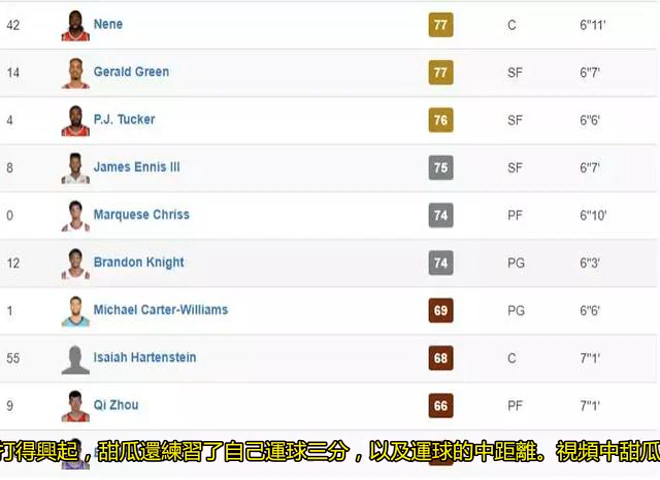 42 Nene 77 C 6"11'
14 Gerald Green 77 SF 6"7'
4 P.J. Tucker 76 SF 6"6'
8 James Ennis III 75 SF 6"7'
0 Marquese Chriss 74 PF 6"10'
12 Brandon Knight 74 PG 6"3'
1 Michael Carter-Williams 69 PG 6"6'
55 Isaiah Hartenstein 68 C 7"1'
9 Qi Zhou 66 PF 7"1'
打得興起，甜瓜還練習了自己運球三分，以及運球的中距離。視頻中甜瓜